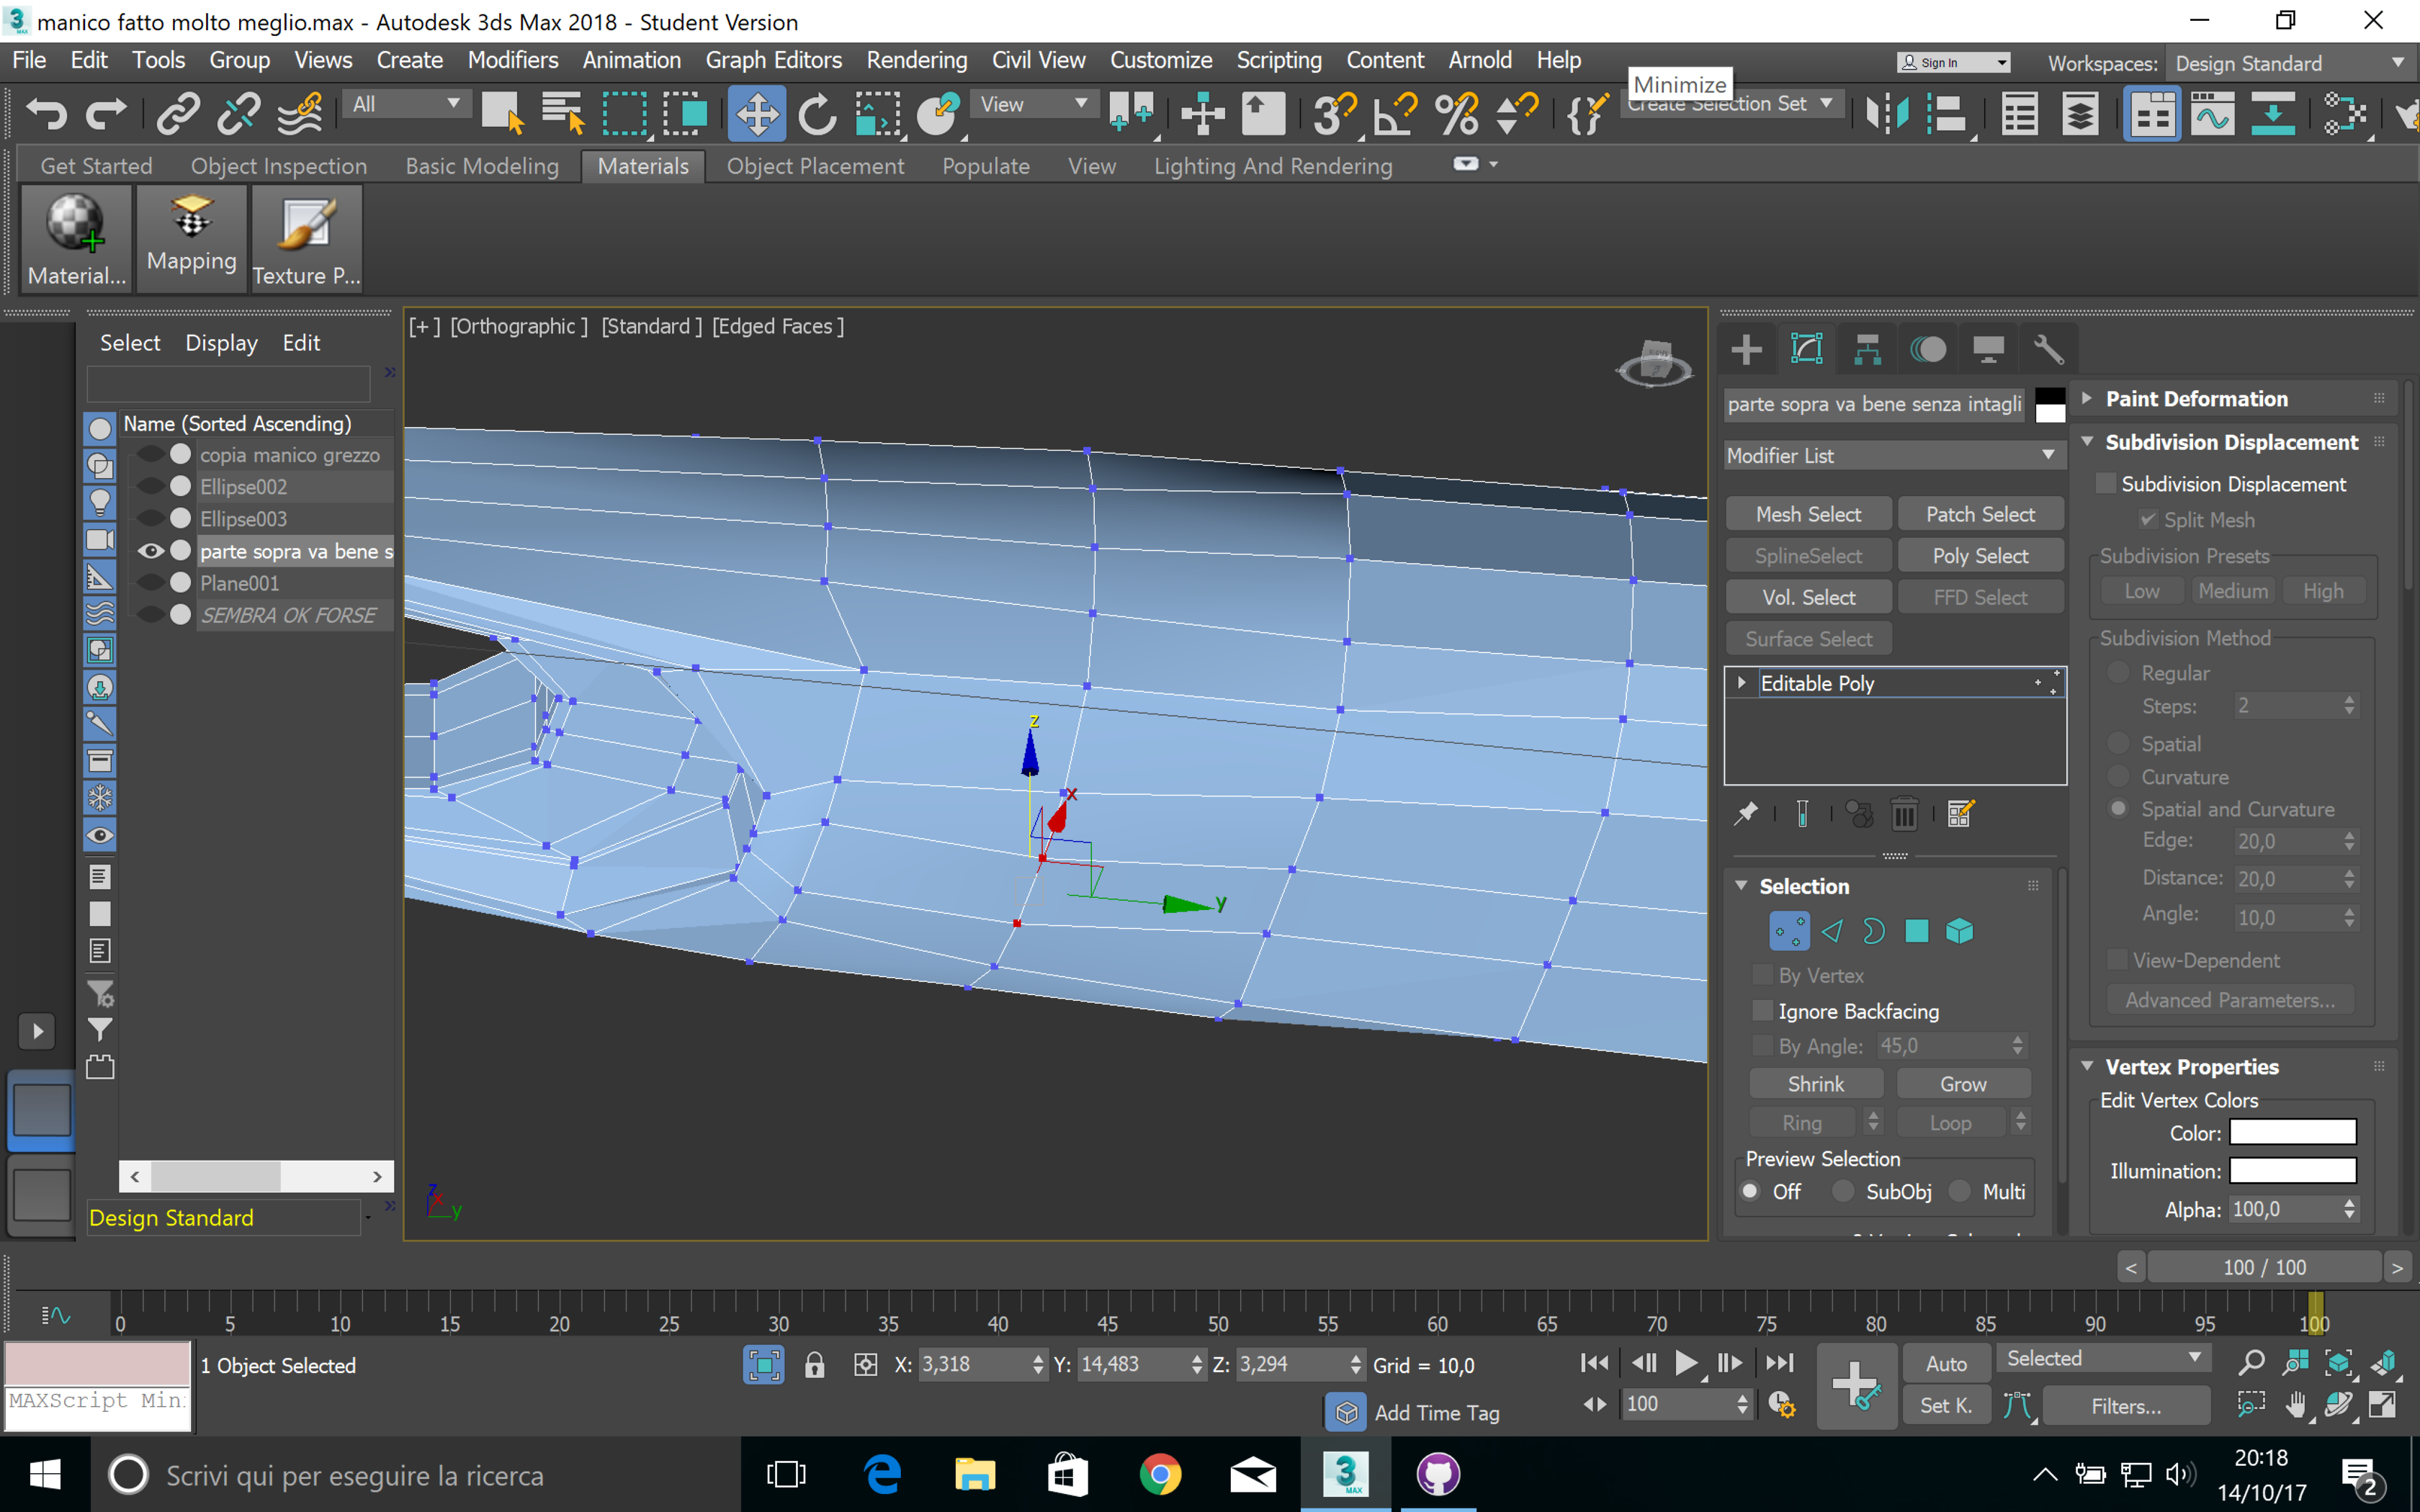 manico fatto molto meglio.max - Autodesk 3ds Max 2018 - Student Version
File Edit Tools Group Views Create Modifiers Animation Graph Editors Rendering Civil View Customize Scripting Content Arnold Help
Sign In
Workspaces: Design Standard
Minimize
All
View
Create Selection Set
Get Started Object Inspection Basic Modeling Materials Object Placement Populate View Lighting And Rendering
Material... Mapping Texture P...
Select Display Edit
Name (Sorted Ascending)
copia manico grezzo
Ellipse002
Ellipse003
parte sopra va bene s
Plane001
SEMBRA OK FORSE
Design Standard
[+] [Orthographic] [Standard] [Edged Faces]
z
x
y
z
x
y
parte sopra va bene senza intagli
Modifier List
Mesh Select Patch Select
SplineSelect Poly Select
Vol. Select FFD Select
Surface Select
Editable Poly
Selection
By Vertex
Ignore Backfacing
By Angle: 45,0
Shrink Grow
Ring Loop
Preview Selection
Off SubObj Multi
Paint Deformation
Subdivision Displacement
Subdivision Displacement
Split Mesh
Subdivision Presets
Low Medium High
Subdivision Method
Regular
Steps: 2
Spatial
Curvature
Spatial and Curvature
Edge: 20,0
Distance: 20,0
Angle: 10,0
View-Dependent
Advanced Parameters...
Vertex Properties
Edit Vertex Colors
Color:
Illumination:
Alpha: 100,0
< 100 / 100 >
0 5 10 15 20 25 30 35 40 45 50 55 60 65 70 75 80 85 90 95 100
1 Object Selected
X: 3,318 Y: 14,483 Z: 3,294 Grid = 10,0
Auto Selected
MAXScript Min
Add Time Tag
100
Set K. Filters...
Scrivi qui per eseguire la ricerca
3
MAX
20:18
14/10/17
2